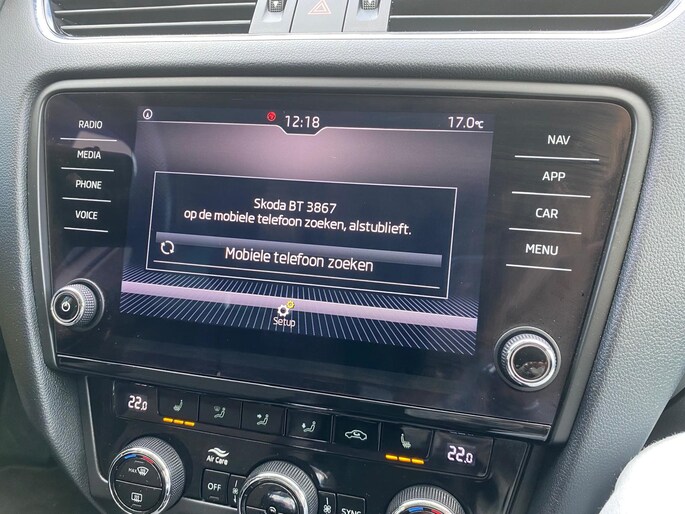 12:18
17.0°C
RADIO
MEDIA
PHONE
VOICE
NAV
APP
CAR
MENU
Skoda BT 3867
op de mobiele telefoon zoeken, alstublieft.
Mobiele telefoon zoeken
Setup
22.0
22.0
Air Care
MAX
OFF
SYNC